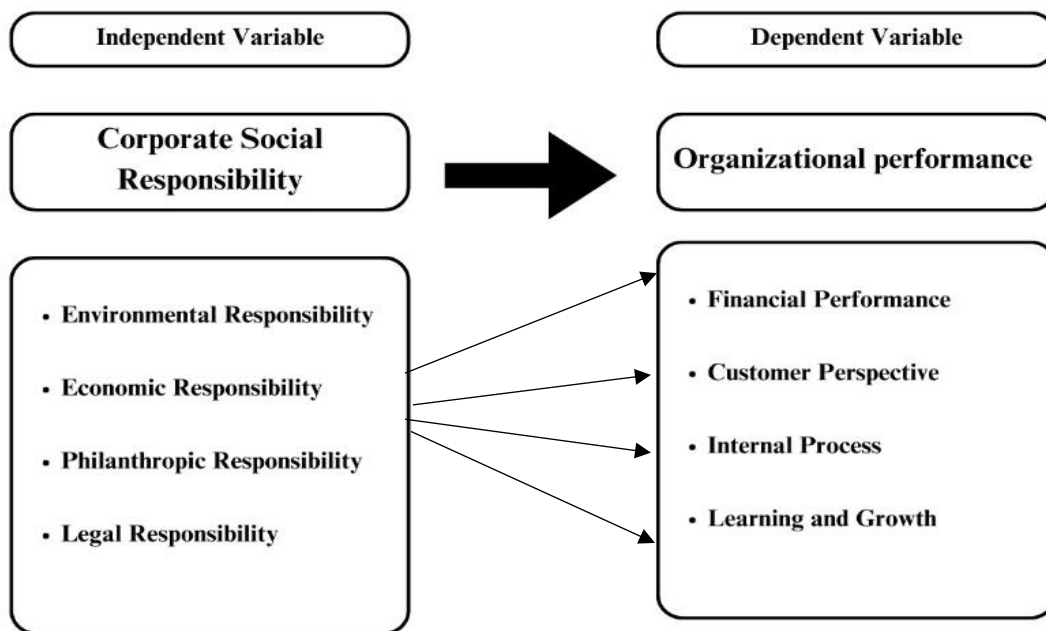 Independent Variable
Dependent Variable
Corporate Social
Responsibility
Organizational performance
• Environmental Responsibility
• Economic Responsibility
• Philanthropic Responsibility
• Legal Responsibility
• Financial Performance
• Customer Perspective
• Internal Process
• Learning and Growth